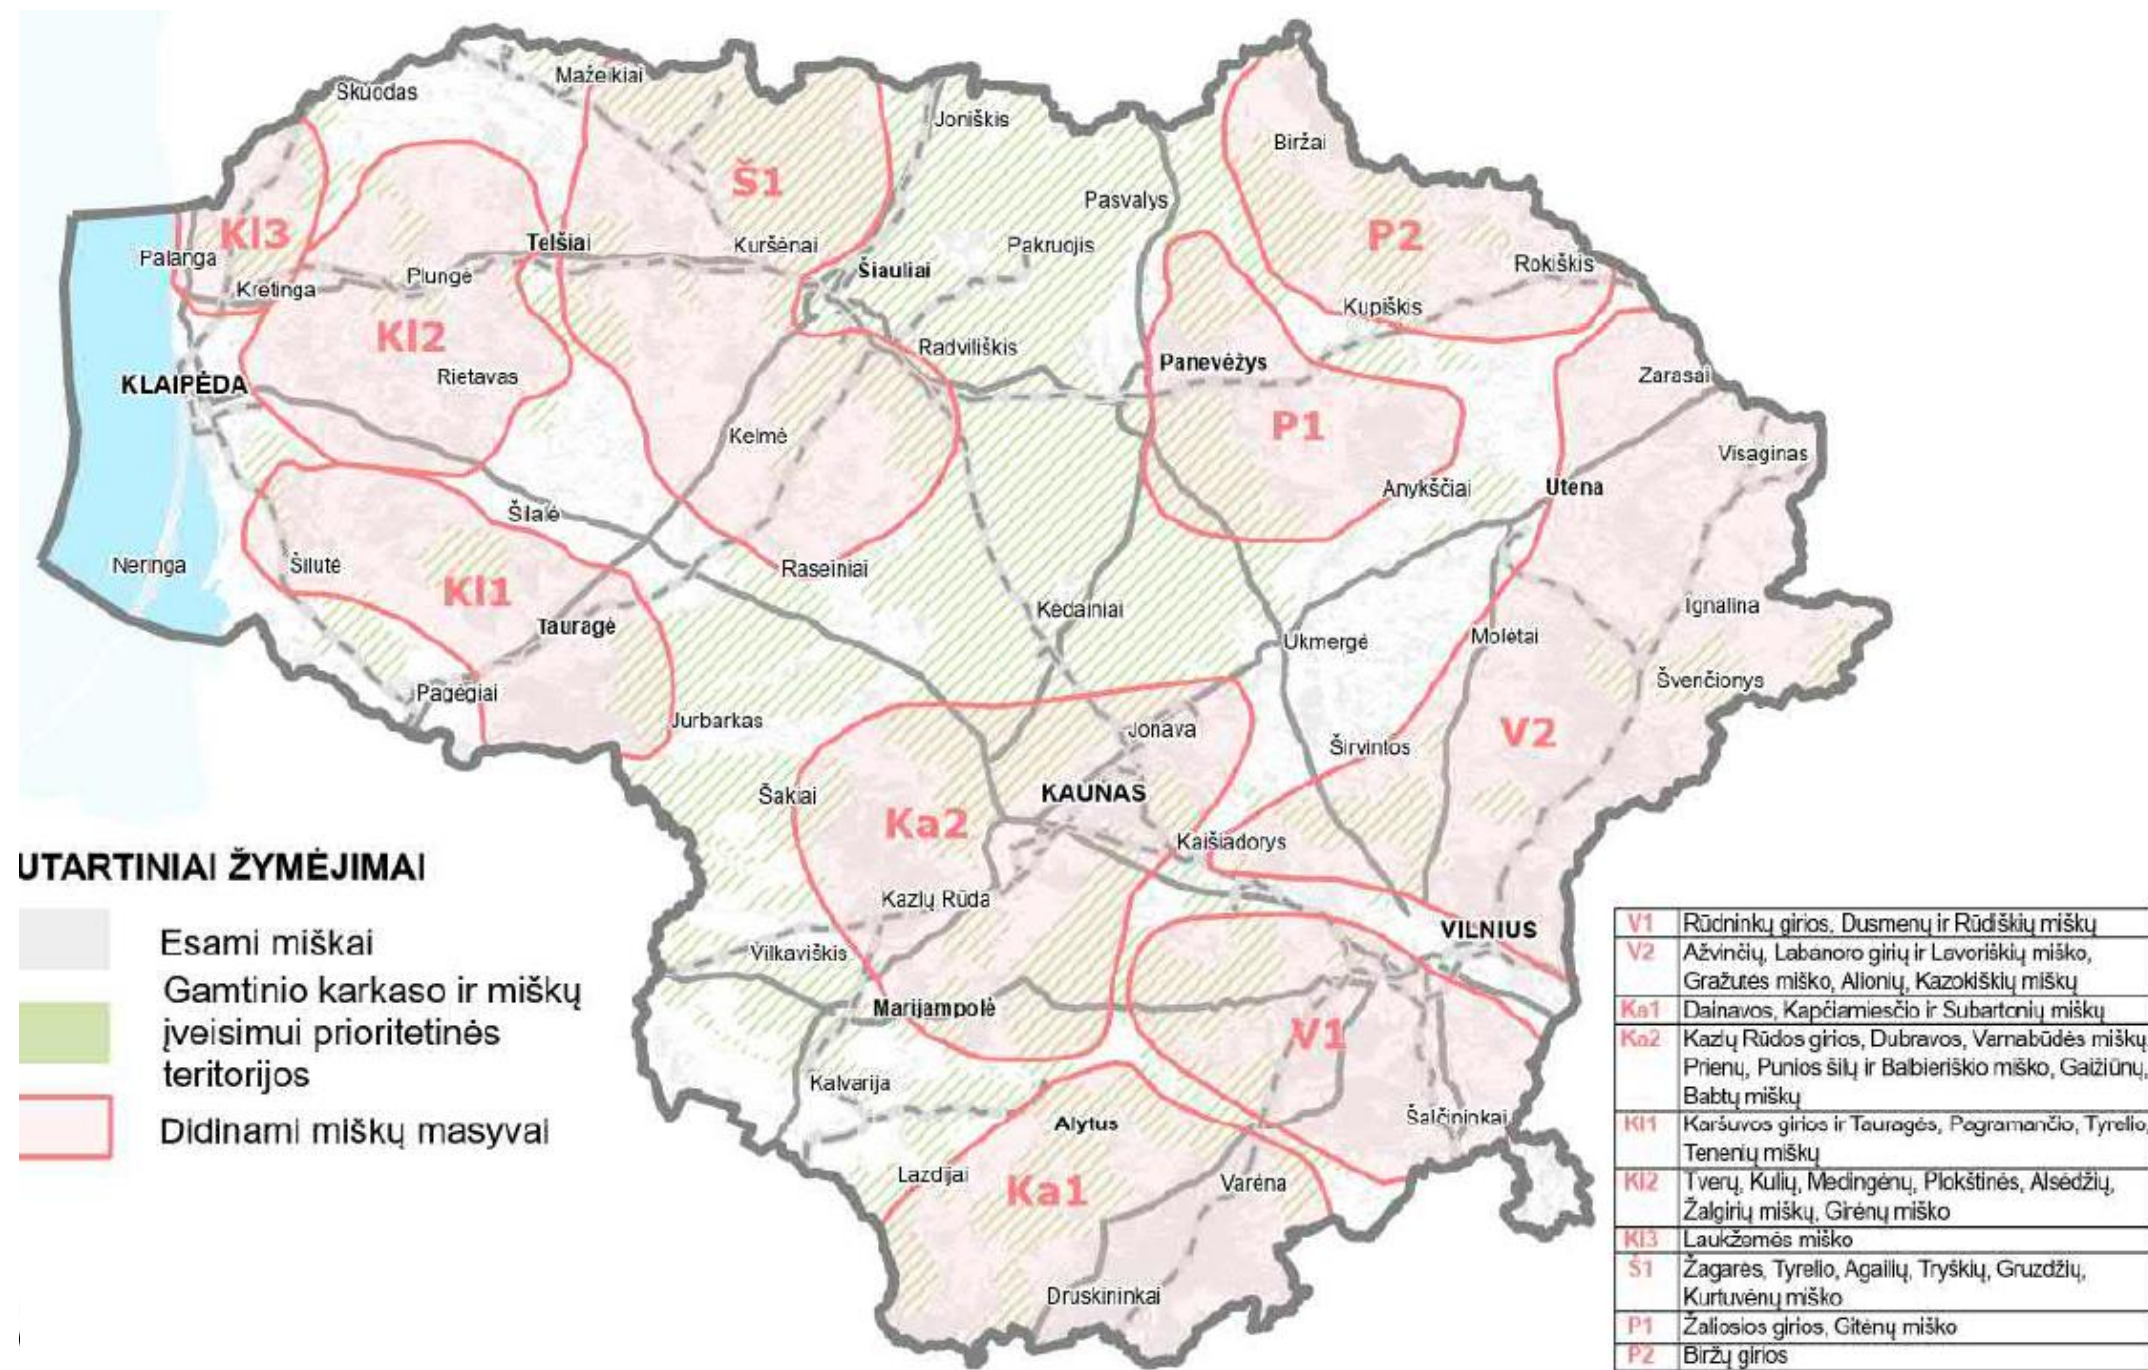 Mažeikiai
Skuodas
Joniškis
Biržai
Š1
Pasvalys
Kl3
P2
Telšiai
Kuršėnai
Pakruojis
Palanga
Plungė
Šiauliai
Rokiškis
Kretinga
Kupiškis
Kl2
Radviliškis
Panevėžys
Rietavas
Zarasai
KLAIPĖDA
P1
Kelmė
Visaginas
Anykščiai
Utena
Šilalė
Neringa
Šilutė
Raseiniai
Kl1
Kėdainiai
Ignalina
Tauragė
Ukmergė
Molėtai
Švenčionys
Pagėgiai
Jurbarkas
Jonava
V2
Širvintos
Šakiai
KAUNAS
Ka2
Kaišiadorys
Kazlų Rūda
VILNIUS
Vilkaviškis
Marijampolė
V1
Kalvarija
Alytus
Šalčininkai
Lazdijai
Ka1
Varėna
Druskininkai
UTARTINIAI ŽYMĖJIMAI
Esami miškai
Gamtinio karkaso ir miškų
įveisimui prioritetinės
teritorijos
Didinami miškų masyvai
V1 Rūdninkų girios, Dusmenų ir Rūdiškių miškų
V2 Ažvinčių, Labanoro girių ir Lavoriškių miško,
Gražutės miško, Alionių, Kazokiškių miškų
Ka1 Dainavos, Kapčiamiesčio ir Subartonių miškų
Ka2 Kazlų Rūdos girios, Dubravos, Varnabūdės miškų,
Prienų, Punios šilų ir Balbieriškio miško, Gaižiūnų,
Babtų miškų
Kl1 Karšuvos girios ir Tauragės, Pagramančio, Tyrelio,
Tenenių miškų
Kl2 Tverų, Kulių, Medingėnų, Plokštinės, Alsėdžių,
Žalgirių miškų, Girėnų miško
Kl3 Laukžemės miško
Š1 Žagarės, Tyrelio, Agailių, Tryškių, Gruzdžių,
Kurtuvėnų miško
P1 Žaliosios girios, Gitėnų miško
P2 Biržų girios